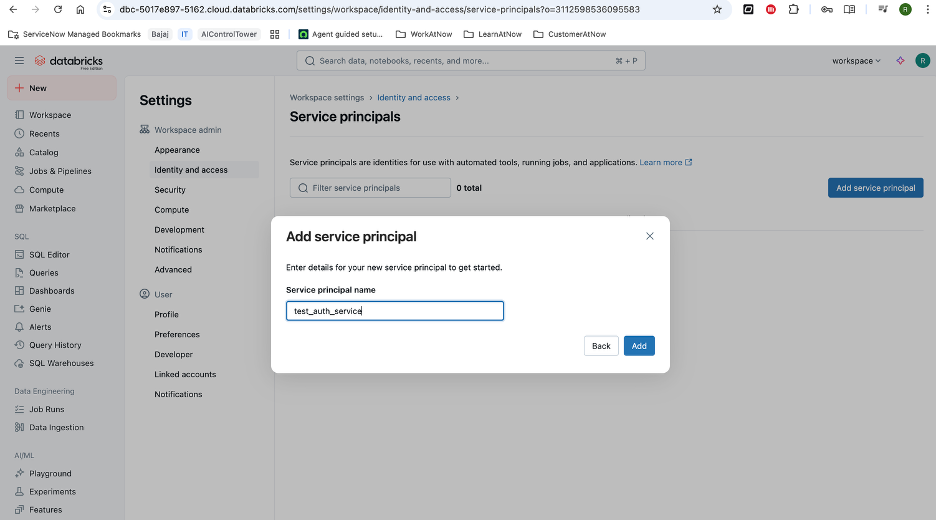 dbc-5017e897-5162.cloud.databricks.com/settings/workspace/identity-and-access/service-principals?o=3112598536095583
ServiceNow Managed Bookmarks
Bajaj
IT
AIControlTower
Agent guided setu...
WorkAtNow
LearnAtNow
CustomerAtNow
R
databricks
Free edition
Search data, notebooks, recents, and more...
⌘ + P
workspace
R
New
Workspace
Recents
Catalog
Jobs & Pipelines
Compute
Marketplace
SQL
SQL Editor
Queries
Dashboards
Genie
Alerts
Query History
SQL Warehouses
Data Engineering
Job Runs
Data Ingestion
AI/ML
Playground
Experiments
Features
Settings
Workspace admin
Appearance
Identity and access
Security
Compute
Development
Notifications
Advanced
User
Profile
Preferences
Developer
Linked accounts
Notifications
Workspace settings > Identity and access >
Service principals
Service principals are identities for use with automated tools, running jobs, and applications. Learn more
Filter service principals
0 total
Add service principal
Add service principal
Enter details for your new service principal to get started.
Service principal name
test_auth_service
Back
Add